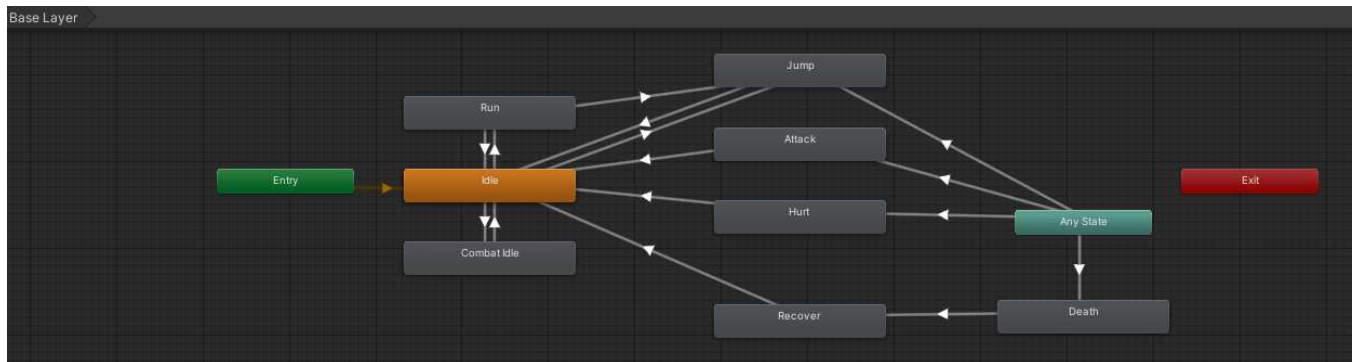 Base Layer
Jump
Run
Attack
Entry
Idle
Exit
Hurt
Any State
Combat Idle
Recover
Death